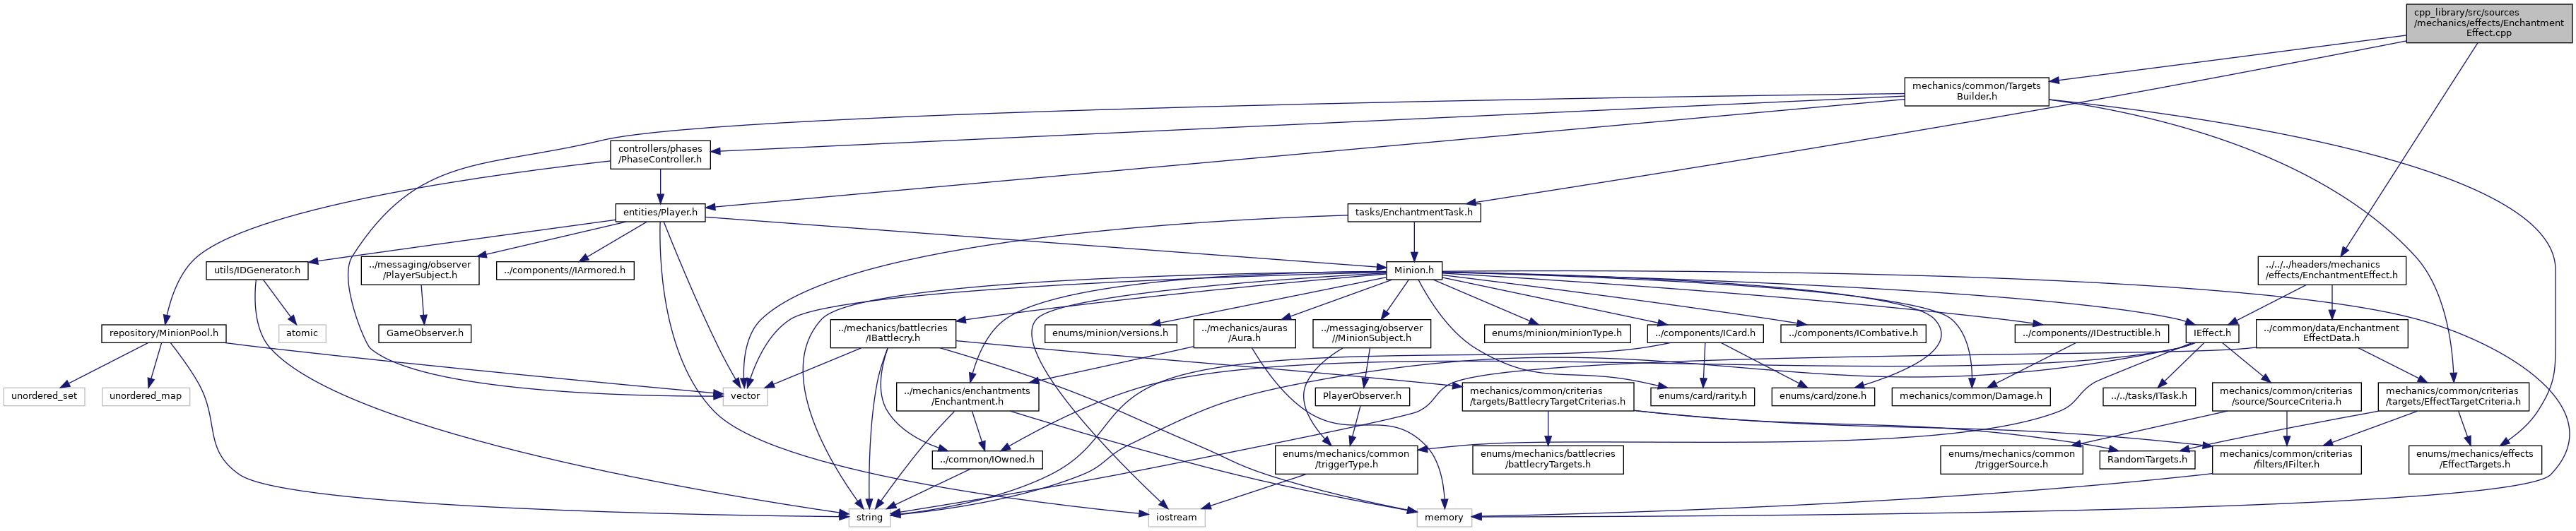 cpp_library/src/sources
/mechanics/effects/Enchantment
Effect.cpp
mechanics/common/Targets
Builder.h
controllers/phases
/PhaseController.h
entities/Player.h
tasks/EnchantmentTask.h
utils/IDGenerator.h
../messaging/observer
/PlayerSubject.h
../components//IArmored.h
Minion.h
../../../headers/mechanics
/effects/EnchantmentEffect.h
repository/MinionPool.h
atomic
GameObserver.h
../mechanics/battlecries
/IBattlecry.h
enums/minion/versions.h
../mechanics/auras
/Aura.h
../messaging/observer
//MinionSubject.h
enums/minion/minionType.h
../components/ICard.h
../components/ICombative.h
../components//IDestructible.h
IEffect.h
../common/data/Enchantment
EffectData.h
unordered_set
unordered_map
vector
../mechanics/enchantments
/Enchantment.h
PlayerObserver.h
mechanics/common/criterias
/targets/BattlecryTargetCriterias.h
enums/card/rarity.h
enums/card/zone.h
mechanics/common/Damage.h
../../tasks/ITask.h
mechanics/common/criterias
/source/SourceCriteria.h
mechanics/common/criterias
/targets/EffectTargetCriteria.h
../common/IOwned.h
enums/mechanics/common
/triggerType.h
enums/mechanics/battlecries
/battlecryTargets.h
enums/mechanics/common
/triggerSource.h
RandomTargets.h
mechanics/common/criterias
/filters/IFilter.h
enums/mechanics/effects
/EffectTargets.h
string
iostream
memory